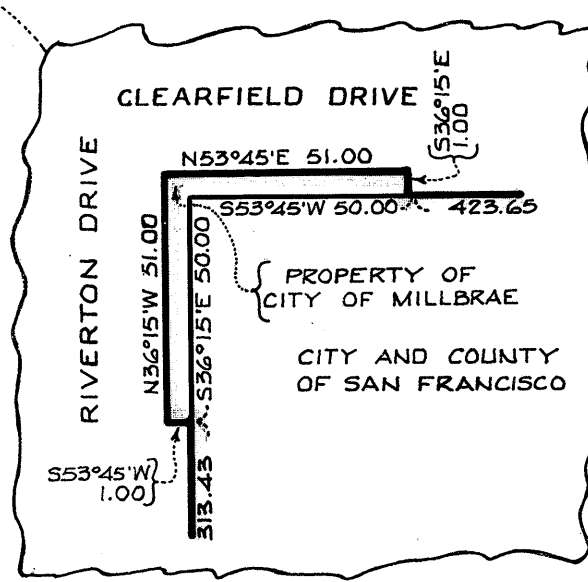 CLEARFIELD DRIVE
S36°15'E
1.00
N53°45'E 51.00
S53°45'W 50.00
423.65
RIVERTON DRIVE
N36°15'W 51.00
S36°15'E 50.00
PROPERTY OF
CITY OF MILLBRAE
CITY AND COUNTY
OF SAN FRANCISCO
S53°45'W
1.00
313.43